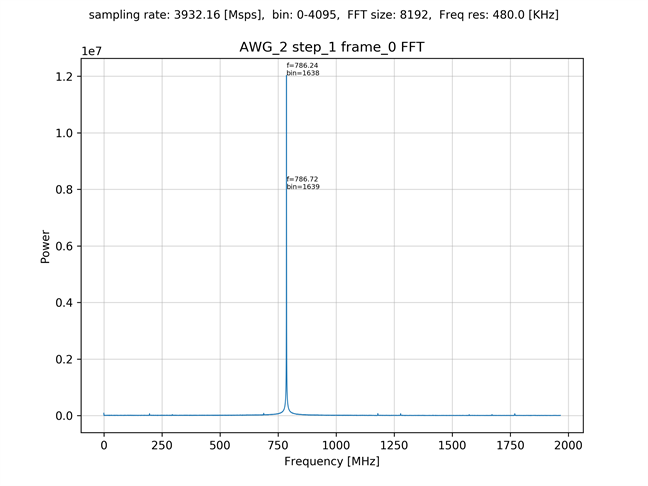 sampling rate: 3932.16 [Msps],  bin: 0-4095,  FFT size: 8192,  Freq res: 480.0 [KHz]
AWG_2 step_1 frame_0 FFT
1e7
f=786.24
bin=1638
1.2
1.0
f=786.72
bin=1639
0.8
0.6
Power
0.4
0.2
0.0
0 250 500 750 1000 1250 1500 1750 2000
Frequency [MHz]